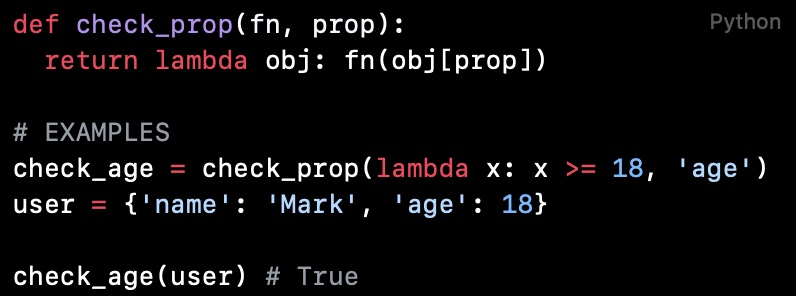 Python
def check_prop(fn, prop):
  return lambda obj: fn(obj[prop])

# EXAMPLES
check_age = check_prop(lambda x: x >= 18, 'age')
user = {'name': 'Mark', 'age': 18}

check_age(user) # True